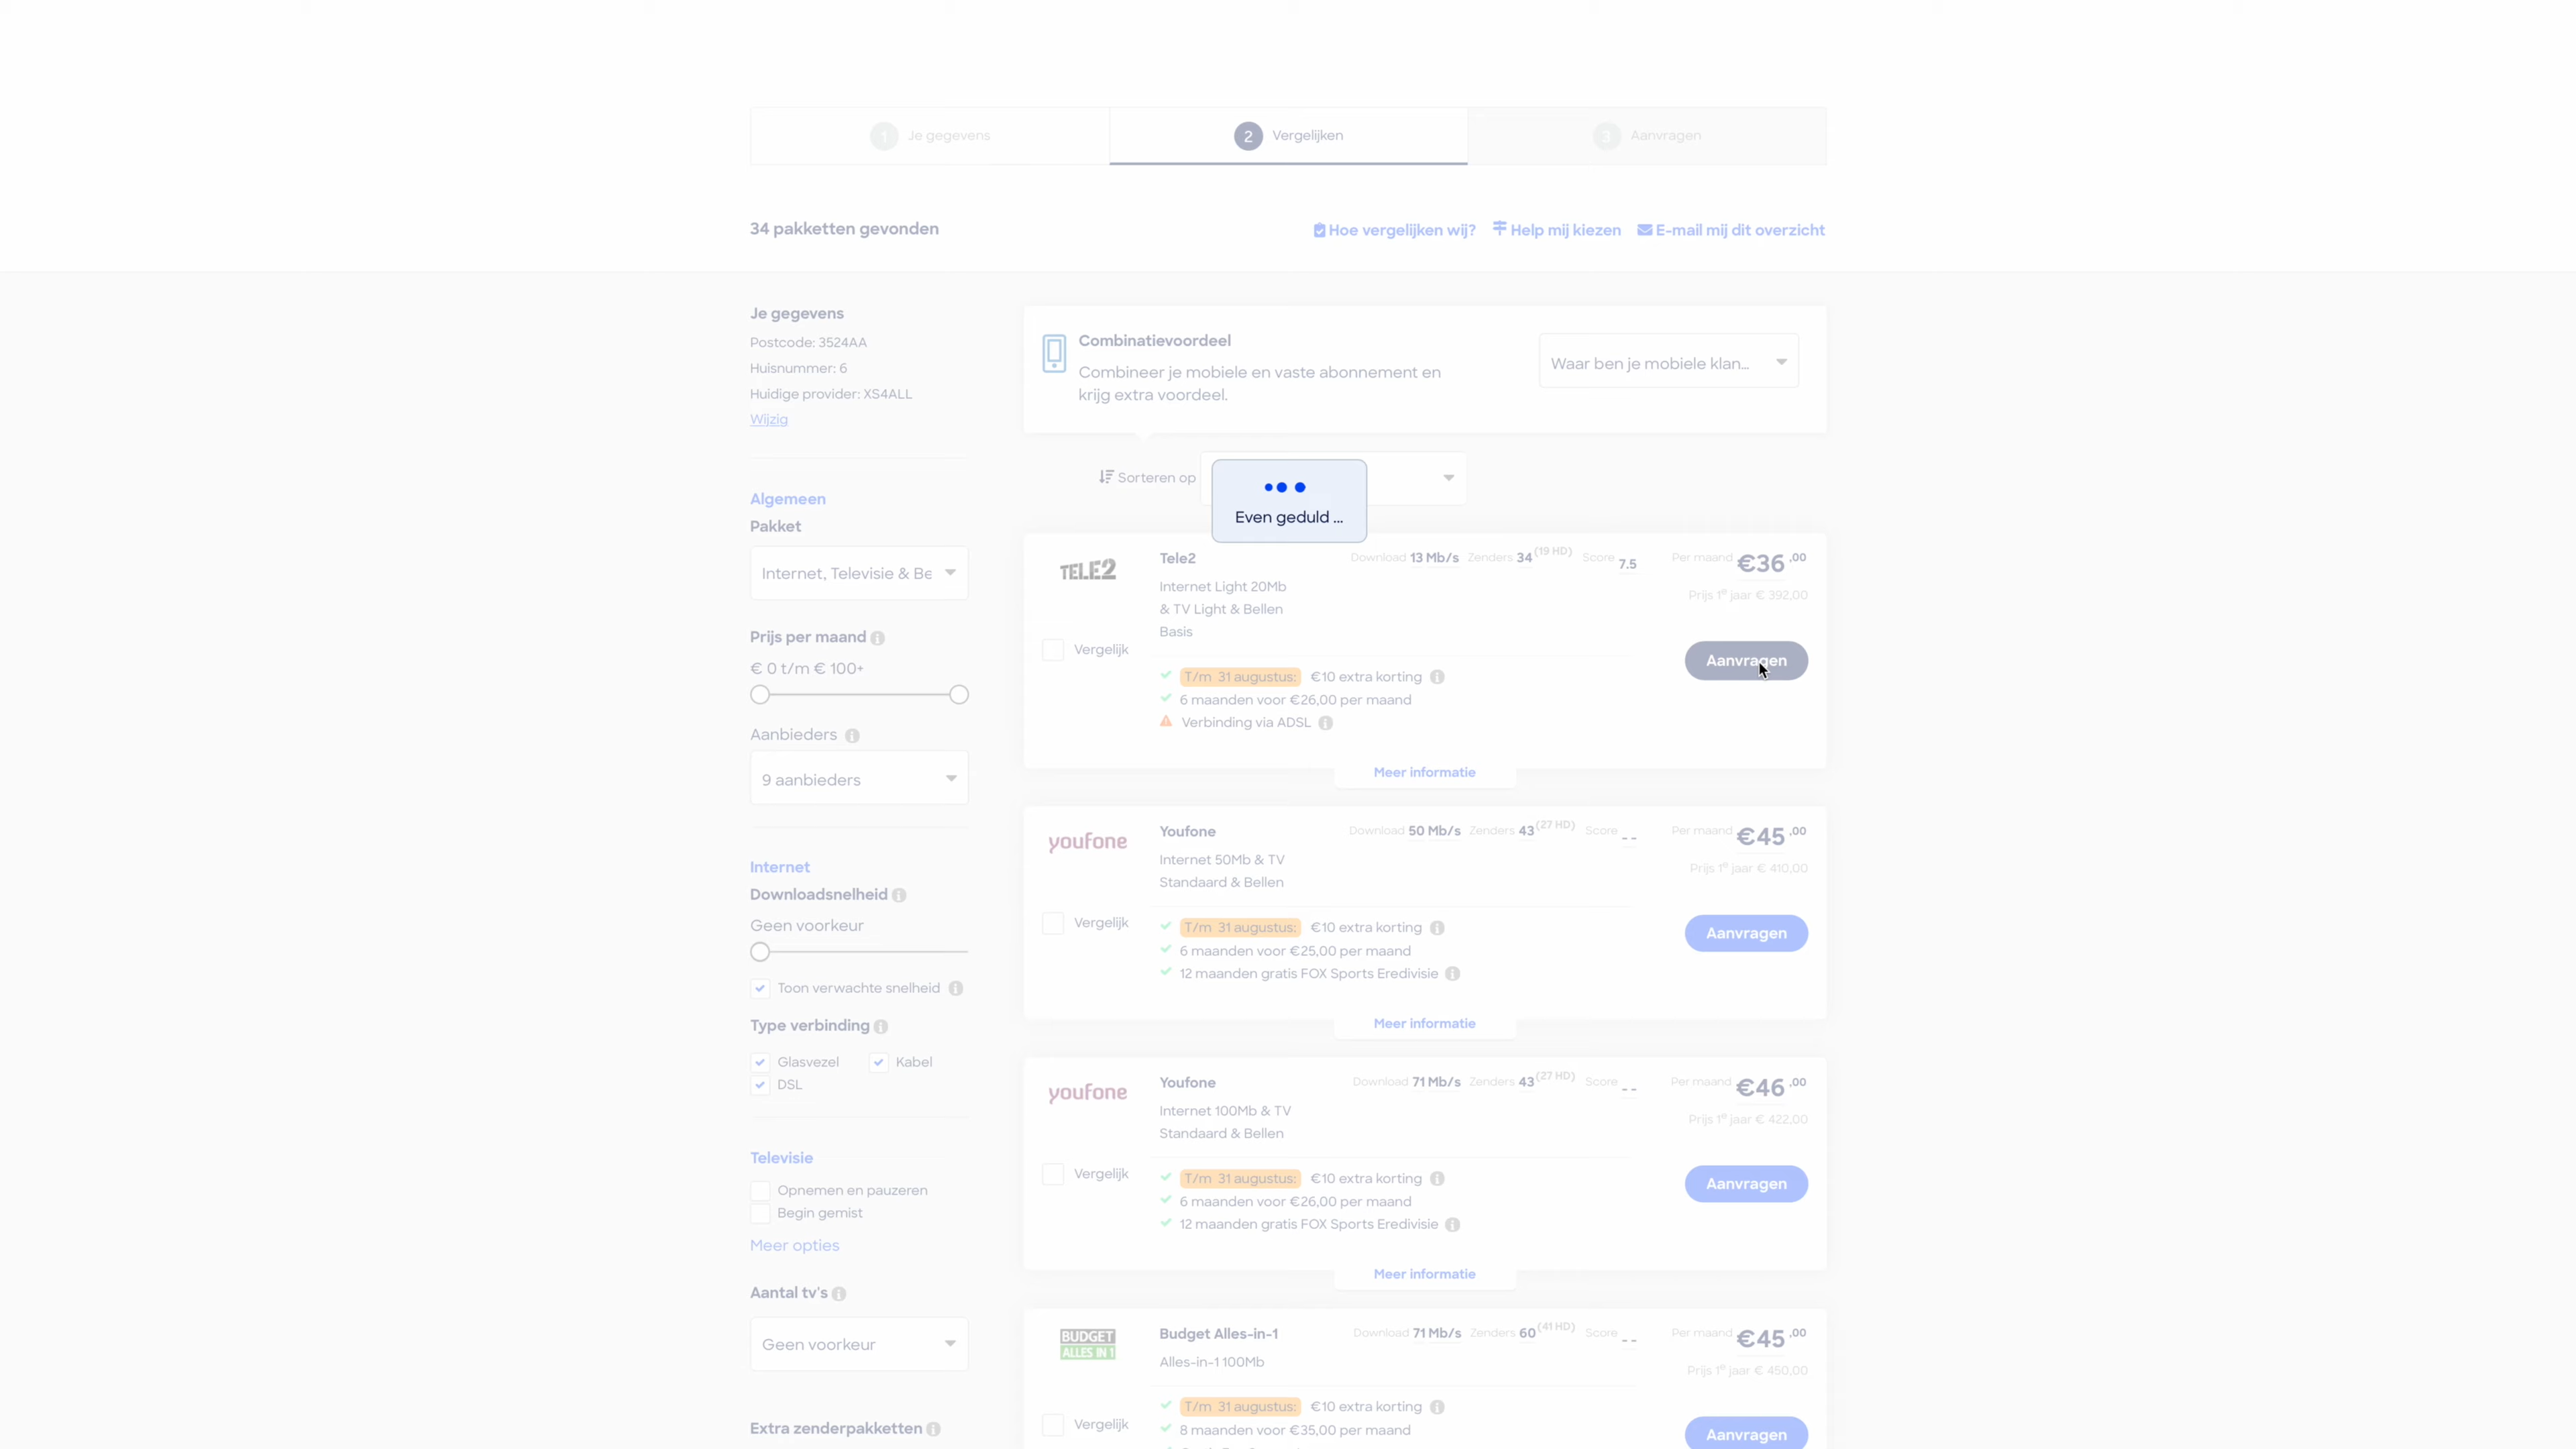 1 Je gegevens
2 Vergelijken
3 Aanvragen
34 pakketten gevonden
Hoe vergelijken wij?
Help mij kiezen
E-mail mij dit overzicht
Je gegevens
Postcode: 3524AA
Huisnummer: 6
Huidige provider: XS4ALL
Wijzig
Algemeen
Pakket
Internet, Televisie & Be
Prijs per maand
€ 0 t/m € 100+
Aanbieders
9 aanbieders
Internet
Downloadsnelheid
Geen voorkeur
Toon verwachte snelheid
Type verbinding
Glasvezel
Kabel
DSL
Televisie
Opnemen en pauzeren
Begin gemist
Meer opties
Aantal tv's
Geen voorkeur
Extra zenderpakketten
Combinatievoordeel
Combineer je mobiele en vaste abonnement en
krijg extra voordeel.
Waar ben je mobiele klan...
Sorteren op
Even geduld ...
TELE2
Tele2
Download 13 Mb/s Zenders 34 (19 HD) Score 7.5
Per maand €36 ,00
Prijs 1e jaar € 392,00
Internet Light 20Mb
& TV Light & Bellen
Basis
Vergelijk
Aanvragen
T/m 31 augustus: €10 extra korting
6 maanden voor €26,00 per maand
Verbinding via ADSL
Meer informatie
youfone
Youfone
Download 50 Mb/s Zenders 43 (27 HD) Score - -
Per maand €45 ,00
Prijs 1e jaar € 410,00
Internet 50Mb & TV
Standaard & Bellen
Vergelijk
Aanvragen
T/m 31 augustus: €10 extra korting
6 maanden voor €25,00 per maand
12 maanden gratis FOX Sports Eredivisie
Meer informatie
youfone
Youfone
Download 71 Mb/s Zenders 43 (27 HD) Score - -
Per maand €46 ,00
Prijs 1e jaar € 422,00
Internet 100Mb & TV
Standaard & Bellen
Vergelijk
Aanvragen
T/m 31 augustus: €10 extra korting
6 maanden voor €26,00 per maand
12 maanden gratis FOX Sports Eredivisie
Meer informatie
BUDGET
ALLES IN 1
Budget Alles-in-1
Download 71 Mb/s Zenders 60 (41 HD) Score - -
Per maand €45 ,00
Prijs 1e jaar € 450,00
Alles-in-1 100Mb
Vergelijk
Aanvragen
T/m 31 augustus: €10 extra korting
8 maanden voor €35,00 per maand